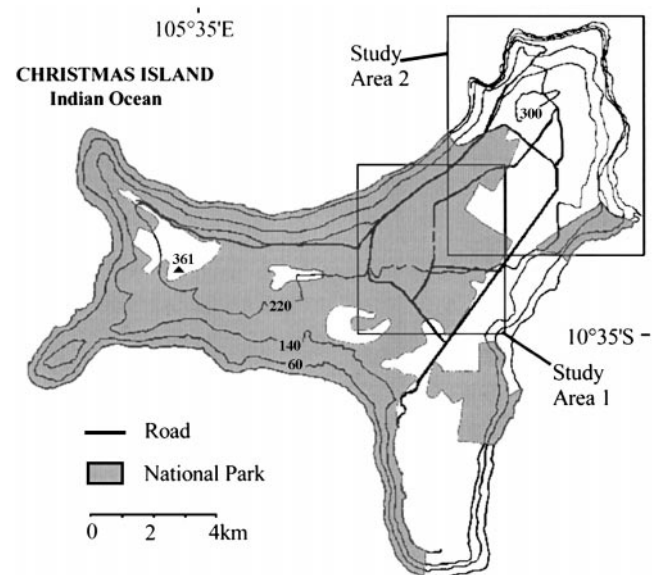 105°35'E
CHRISTMAS ISLAND
Indian Ocean
Study
Area 2
300
361
220
10°35'S
140
60
Study
Area 1
Road
National Park
0 2 4km